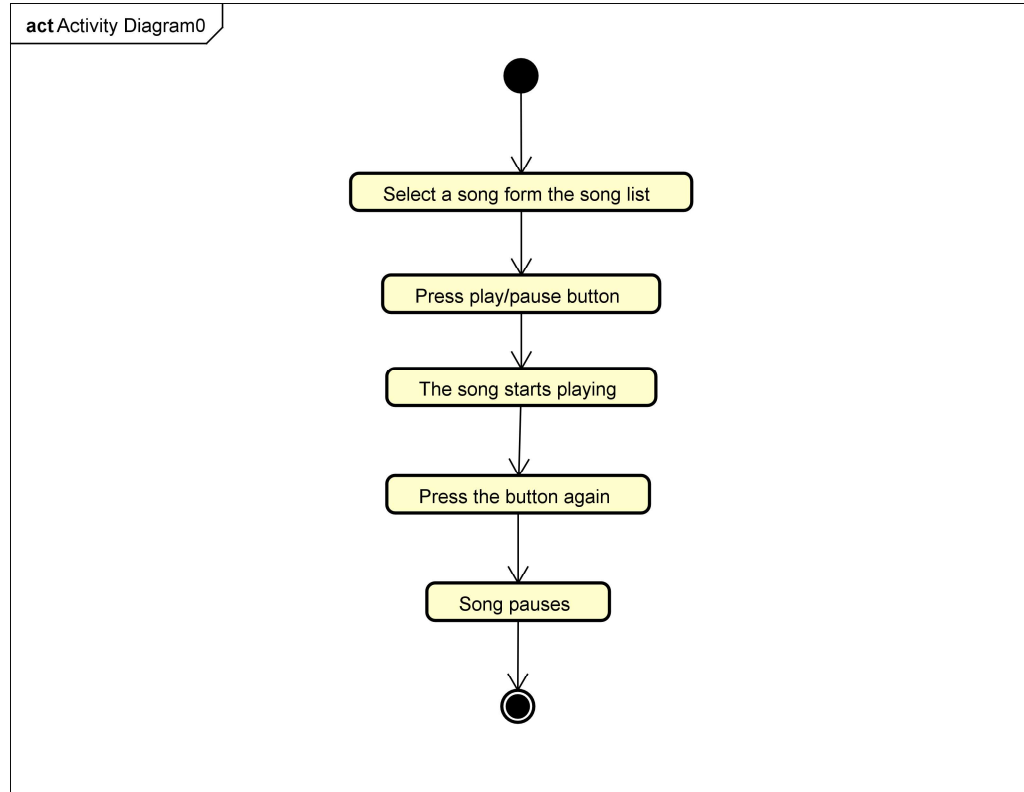 act Activity Diagram0
Select a song form the song list
Press play/pause button
The song starts playing
Press the button again
Song pauses